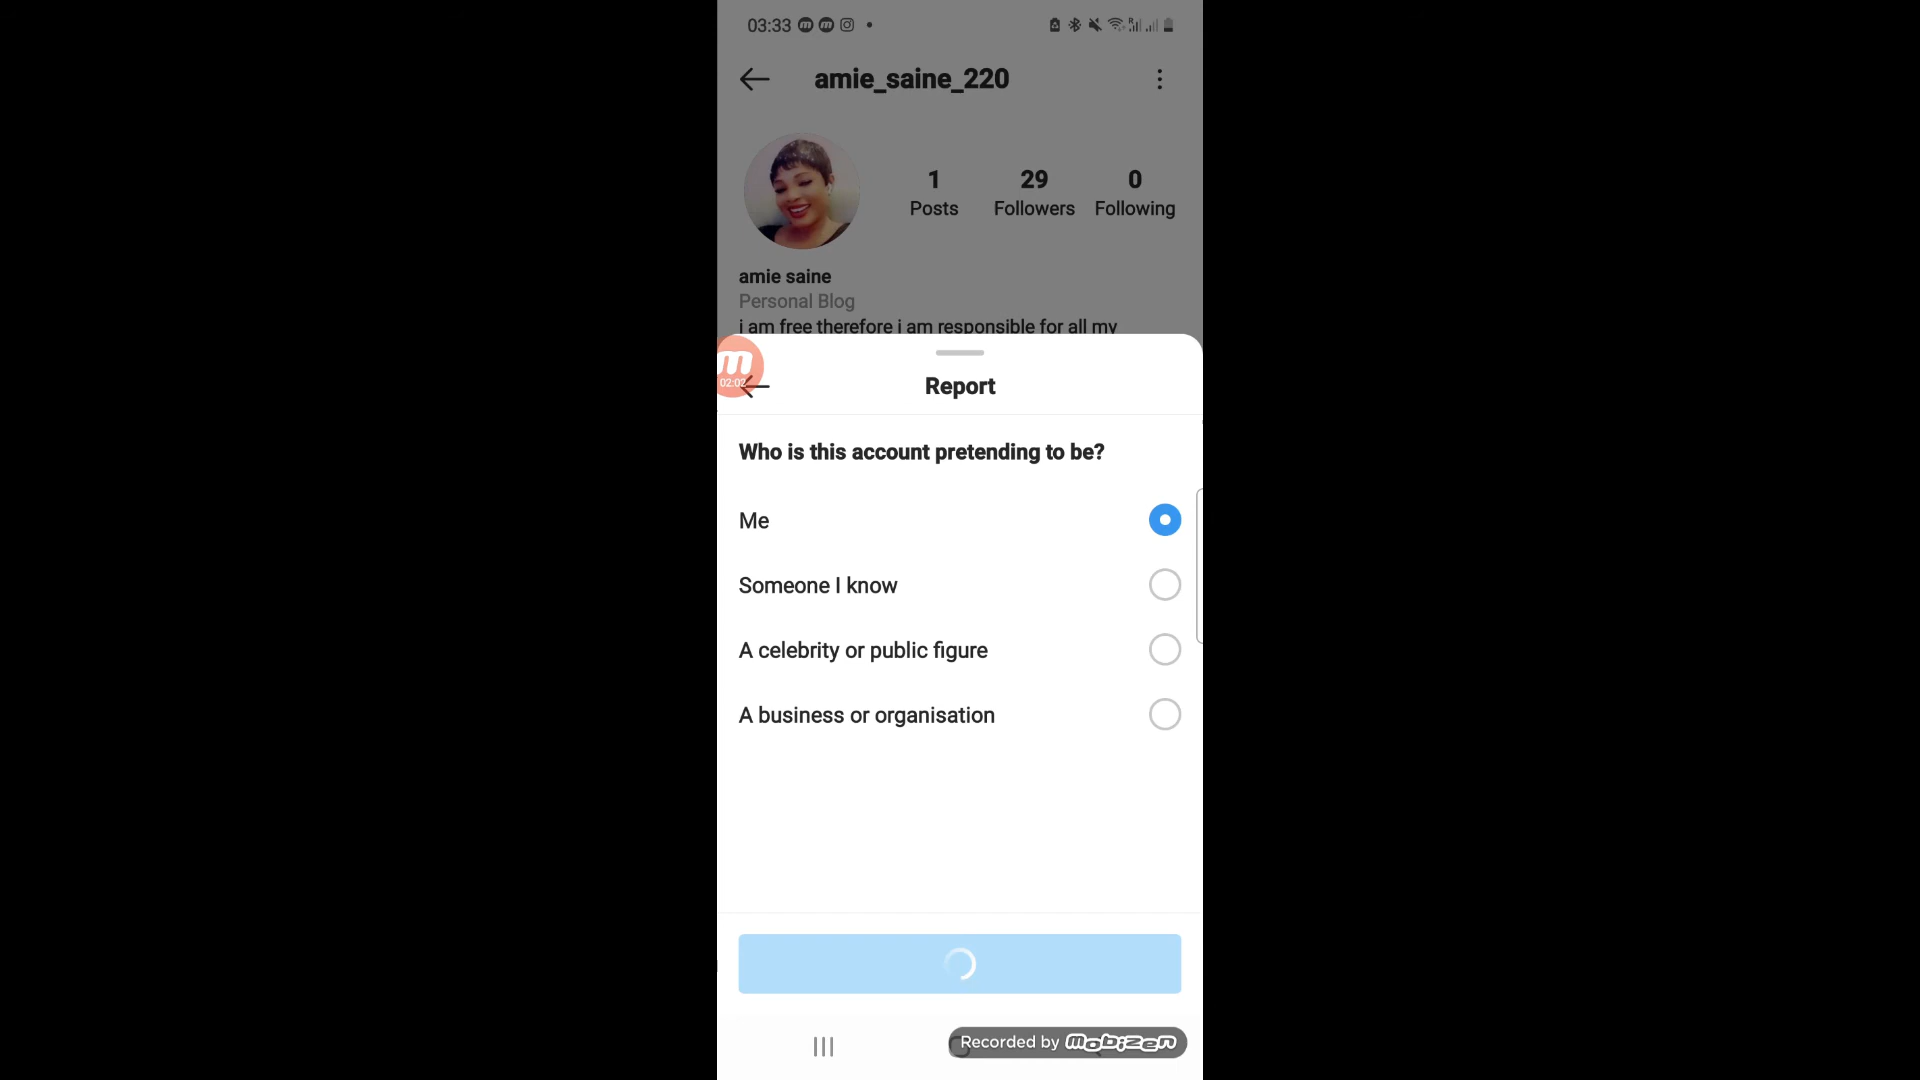 03:33
amie_saine_220
1 29 0
Posts Followers Following
amie saine
Personal Blog
i am free therefore i am responsible for all my
m
02:02
Report
Who is this account pretending to be?
Me
Someone I know
A celebrity or public figure
A business or organisation
Recorded by mobizen